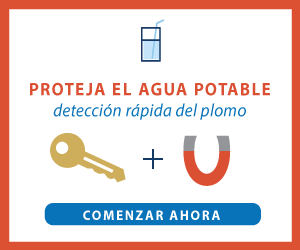 PROTEJA EL AGUA POTABLE
detección rápida del plomo
+
COMENZAR AHORA